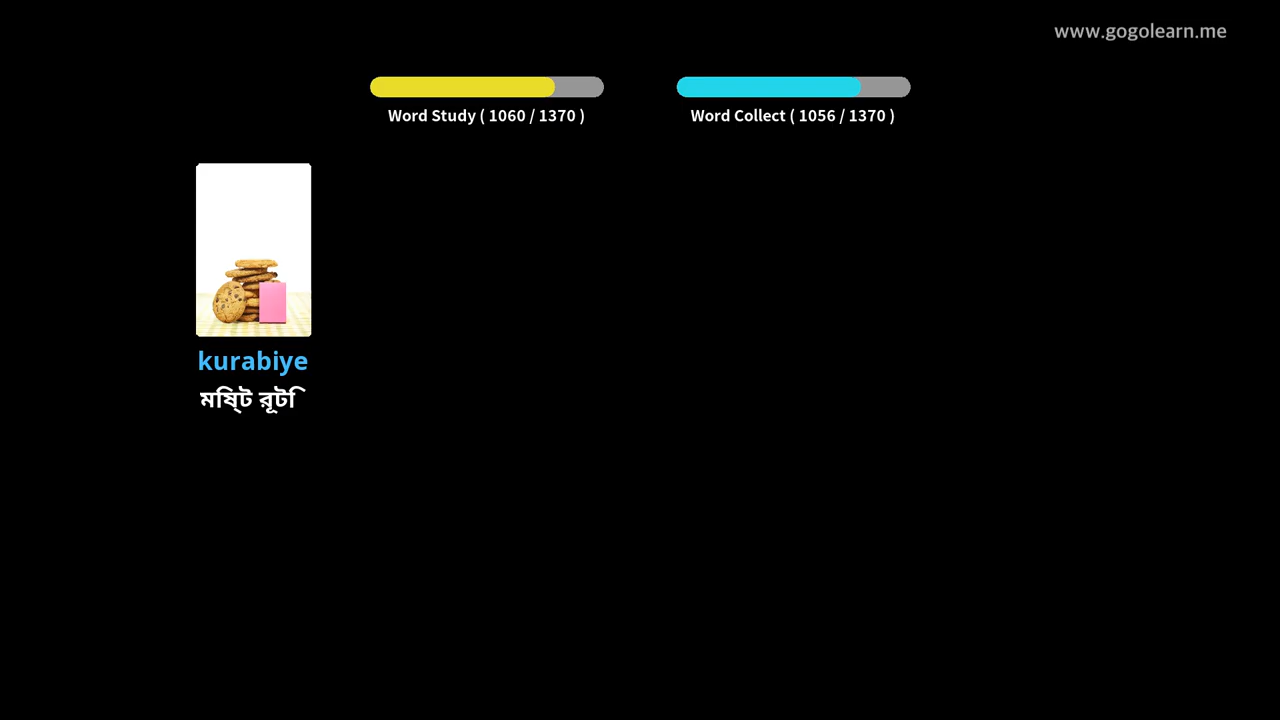 www.gogolearn.me
Word Study ( 1060 / 1370 )
Word Collect ( 1056 / 1370 )
kurabiye
মিষ্টি রূটি